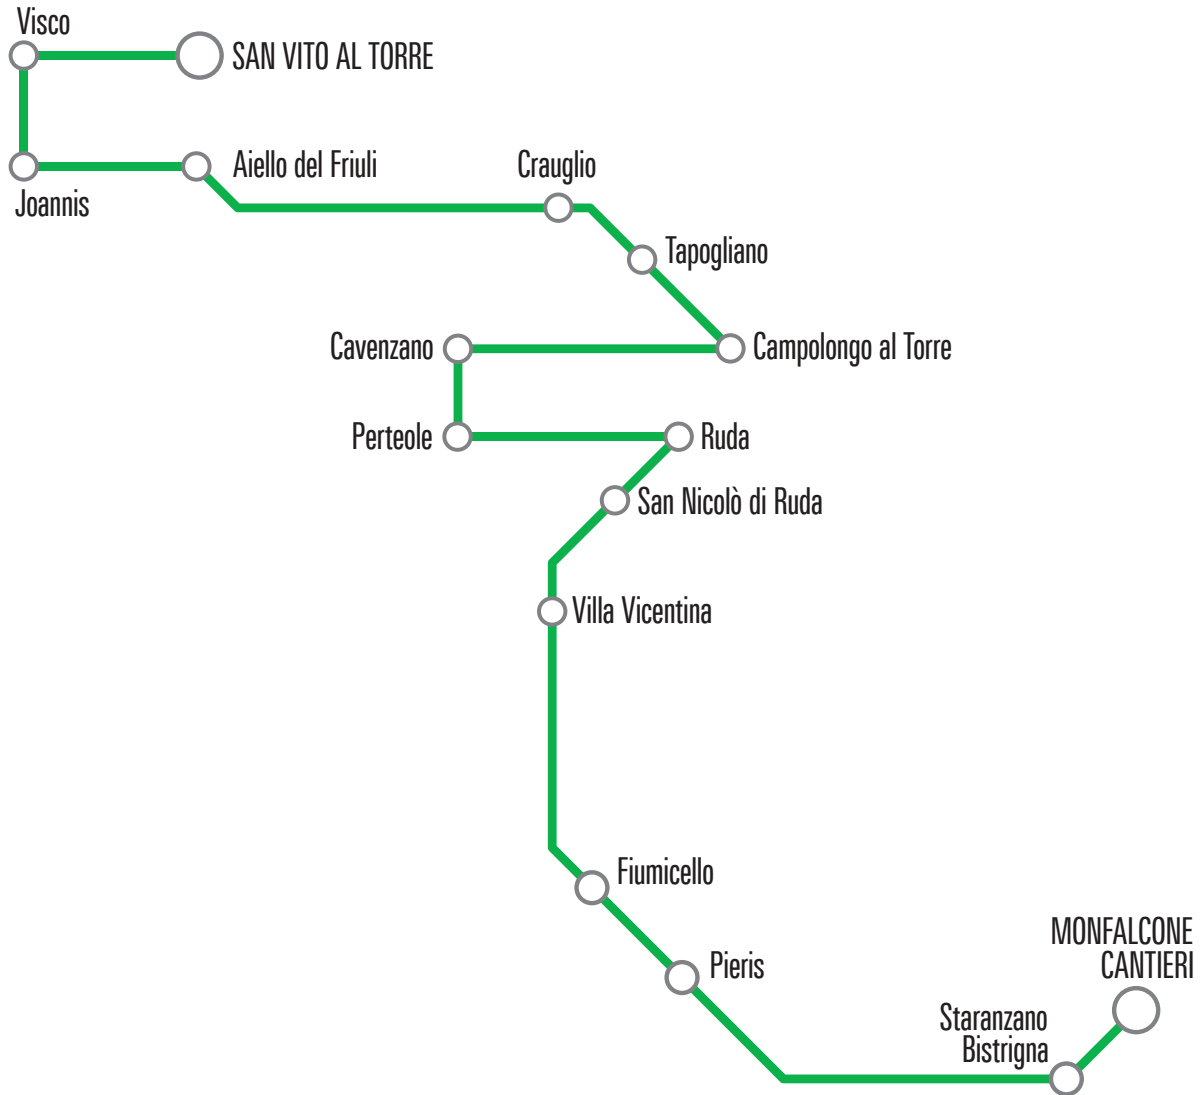 Visco
SAN VITO AL TORRE
Aiello del Friuli
Crauglio
Joannis
Tapogliano
Cavenzano
Campolongo al Torre
Perteole
Ruda
San Nicolò di Ruda
Villa Vicentina
Fiumicello
Pieris
MONFALCONE
CANTIERI
Staranzano
Bistrigna